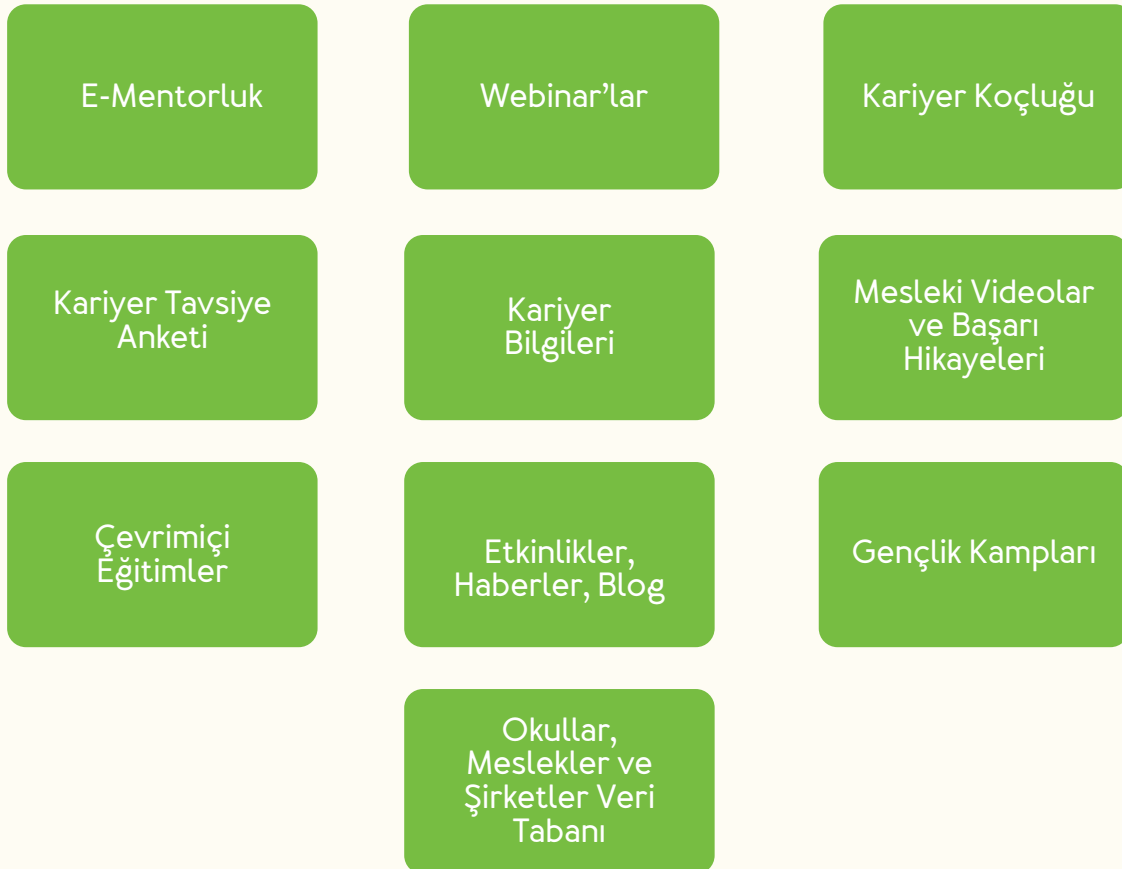 E-Mentorluk
Webinar’lar
Kariyer Koçluğu
Kariyer Tavsiye
Anketi
Kariyer
Bilgileri
Mesleki Videolar
ve Başarı
Hikayeleri
Çevrimiçi
Eğitimler
Etkinlikler,
Haberler, Blog
Gençlik Kampları
Okullar,
Meslekler ve
Şirketler Veri
Tabanı